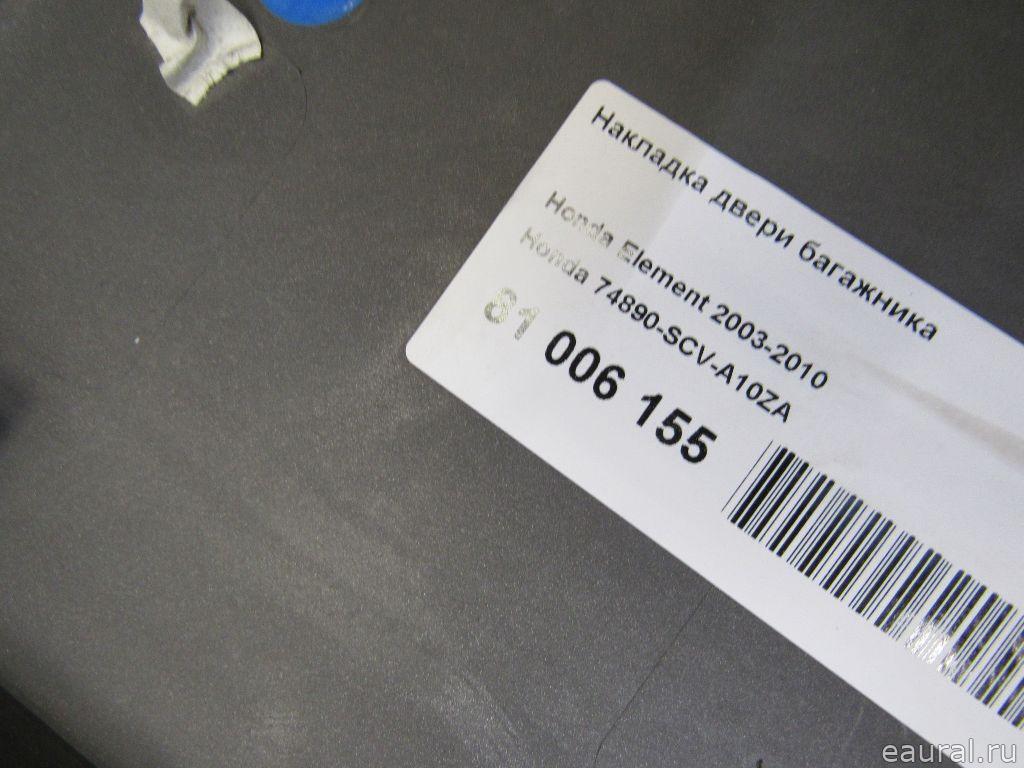 Накладка двери багажника
Honda Element 2003-2010
Honda 74890-SCV-A10ZA
81 006 155
eaural.ru